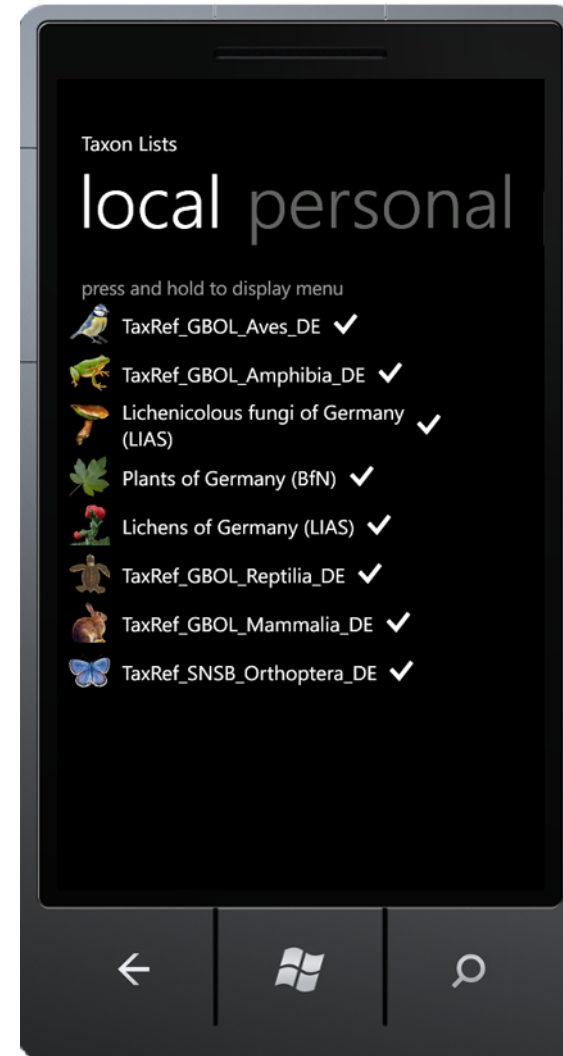 Taxon Lists
local personal
press and hold to display menu
TaxRef_GBOL_Aves_DE
TaxRef_GBOL_Amphibia_DE
Lichenicolous fungi of Germany
(LIAS)
Plants of Germany (BfN)
Lichens of Germany (LIAS)
TaxRef_GBOL_Reptilia_DE
TaxRef_GBOL_Mammalia_DE
TaxRef_SNSB_Orthoptera_DE